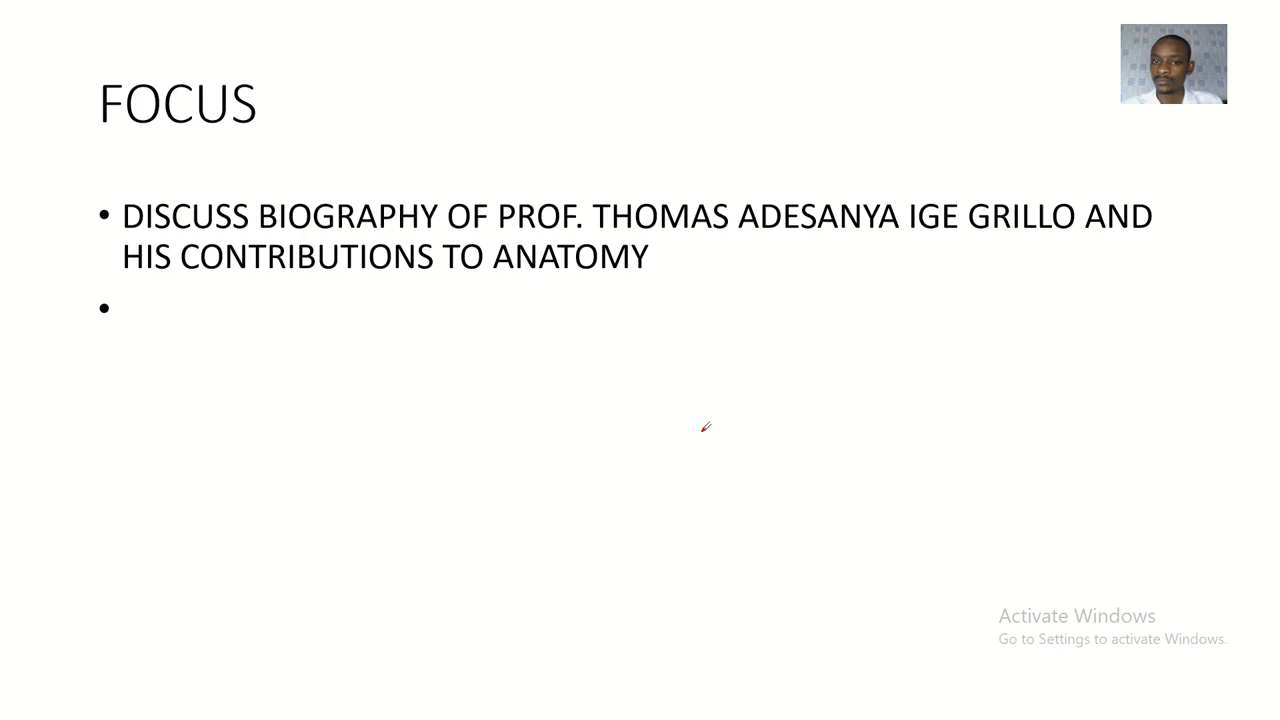 FOCUS
• DISCUSS BIOGRAPHY OF PROF. THOMAS ADESANYA IGE GRILLO AND
HIS CONTRIBUTIONS TO ANATOMY
•
Activate Windows
Go to Settings to activate Windows.